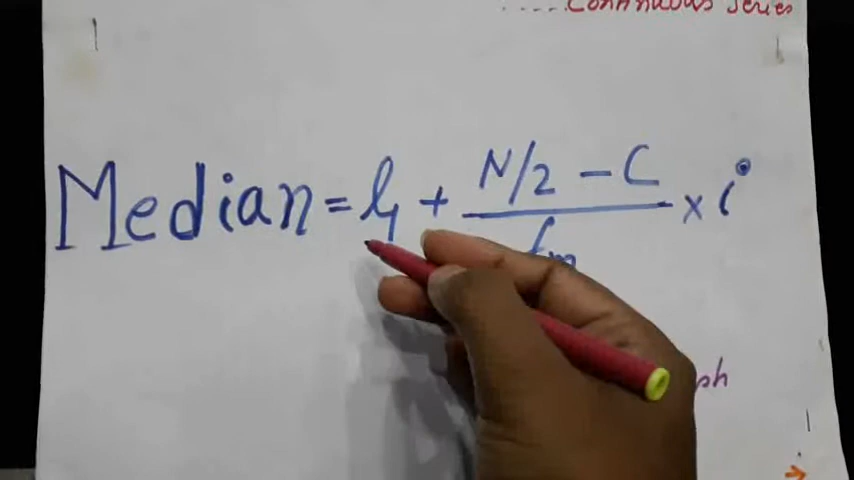 .....Continuous Series
Median = l₁ + N/2 - C / fm × i